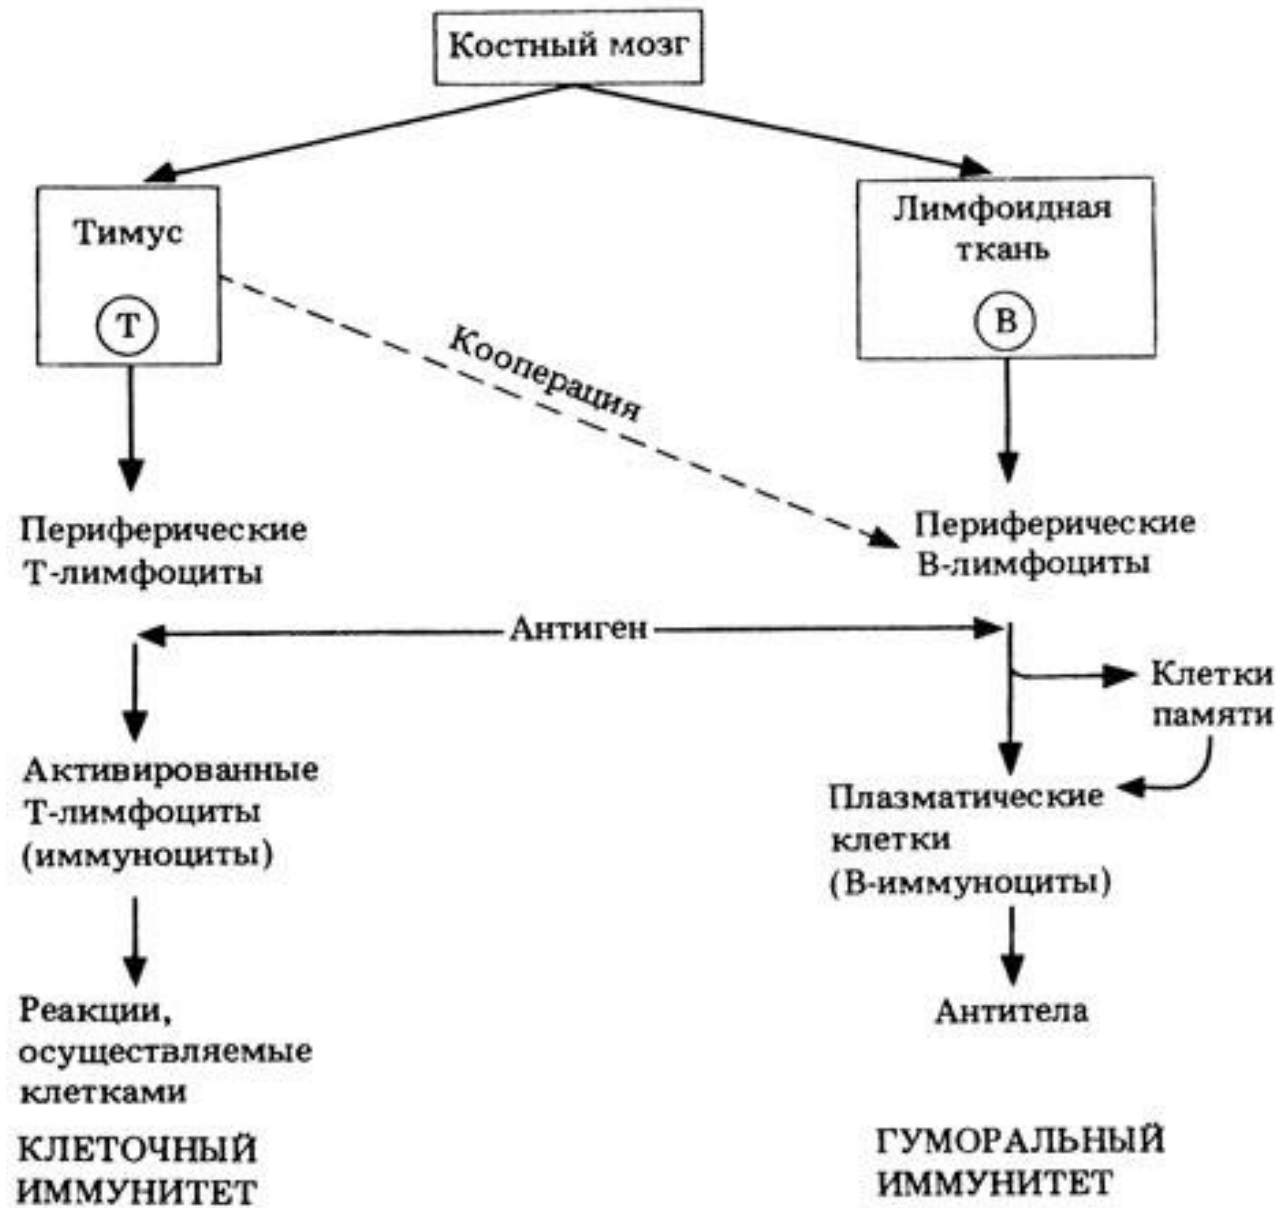 Костный мозг
Тимус
Т
Лимфоидная
ткань
В
Кооперация
Периферические
Т-лимфоциты
Периферические
В-лимфоциты
Антиген
Клетки
памяти
Активированные
Т-лимфоциты
(иммуноциты)
Плазматические
клетки
(В-иммуноциты)
Реакции,
осуществляемые
клетками
Антитела
КЛЕТОЧНЫЙ
ИММУНИТЕТ
ГУМОРАЛЬНЫЙ
ИММУНИТЕТ